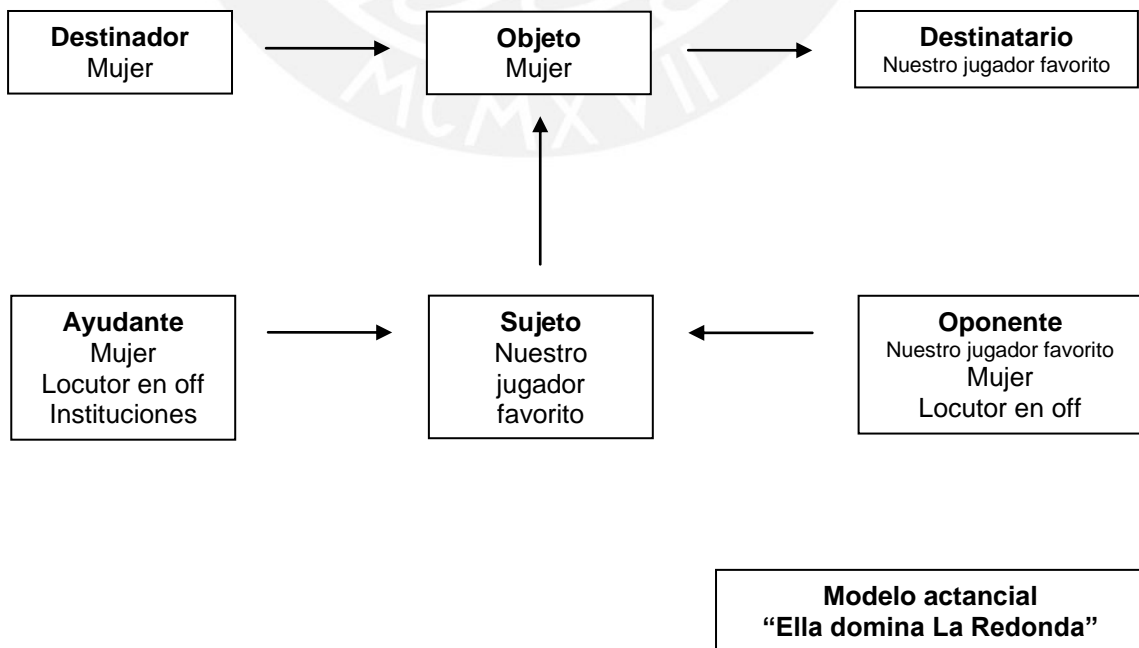 Destinador
Mujer
Objeto
Mujer
Destinatario
Nuestro jugador favorito
MCMXVII
Ayudante
Mujer
Locutor en off
Instituciones
Sujeto
Nuestro
jugador
favorito
Oponente
Nuestro jugador favorito
Mujer
Locutor en off
Modelo actancial
“Ella domina La Redonda”